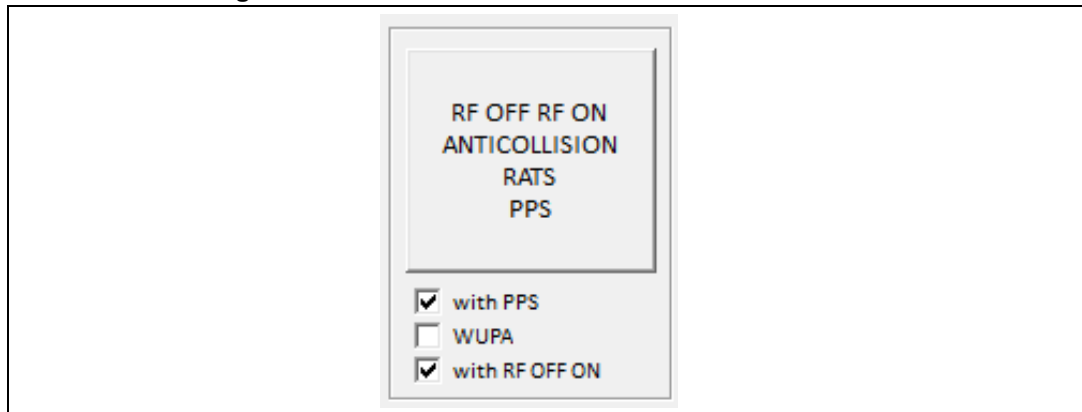 RF OFF RF ON
ANTICOLLISION
RATS
PPS
with PPS
WUPA
with RF OFF ON